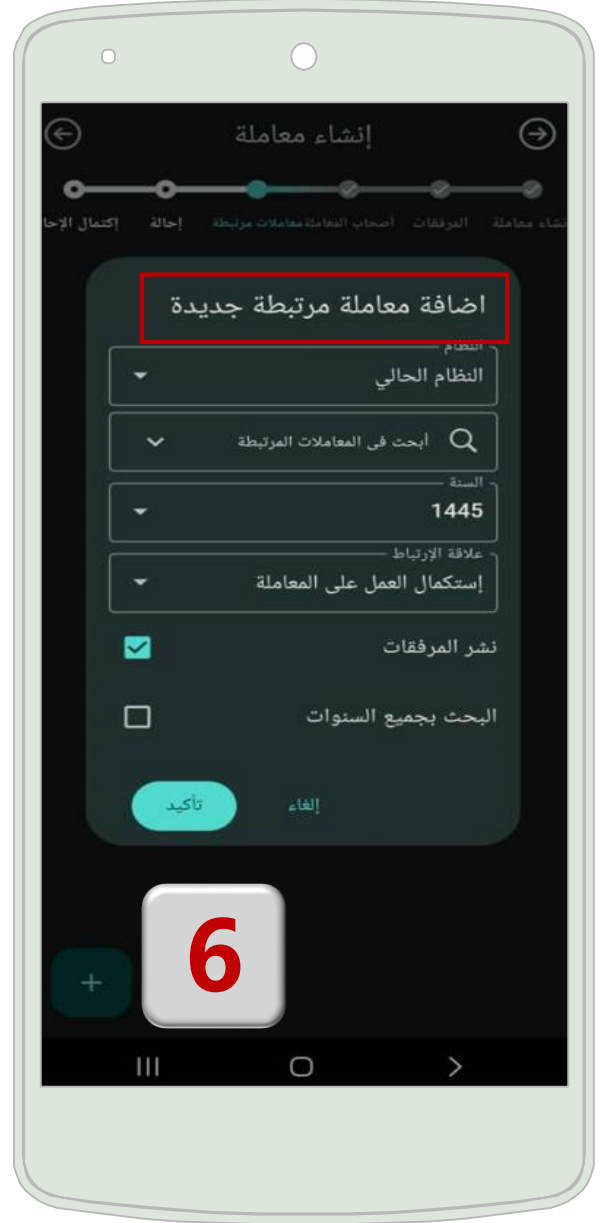 إنشاء معاملة
نشاء معاملة المرفقات أصحاب المعاملة معاملات مرتبطة إحالة إكتمال الإحا
اضافة معاملة مرتبطة جديدة
النظام
النظام الحالي
أبحث فى المعاملات المرتبطة
السنة
1445
علاقة الإرتباط
إستكمال العمل على المعاملة
نشر المرفقات
البحث بجميع السنوات
إلغاء تأكيد
6